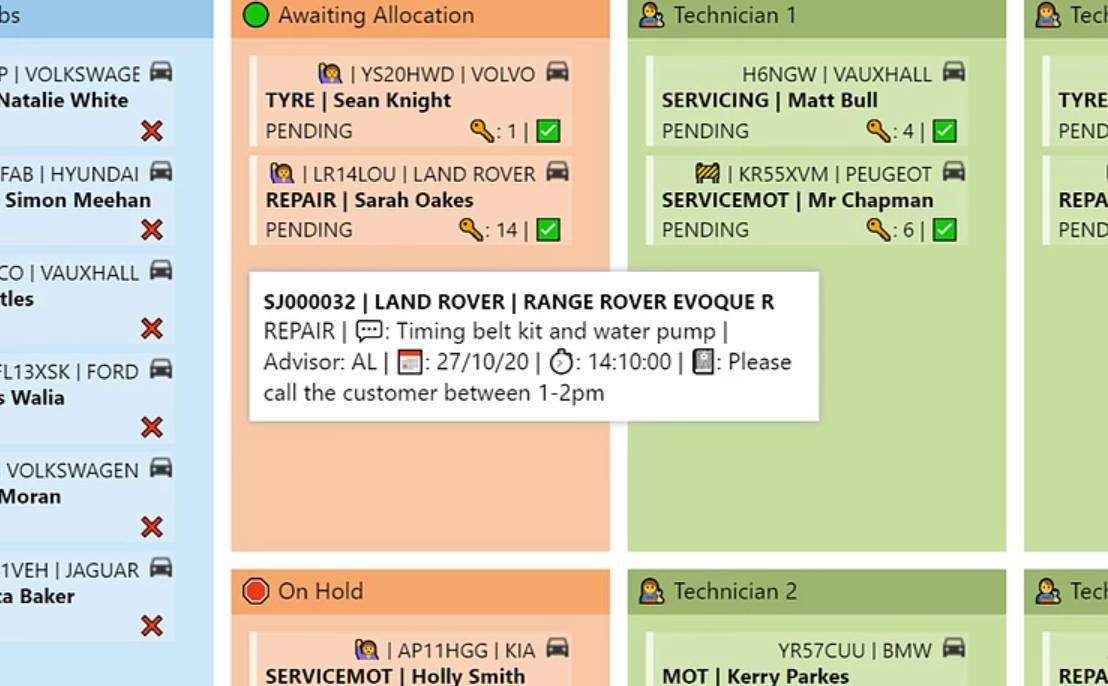 bs
P | VOLKSWAGE
Natalie White
FAB | HYUNDAI
Simon Meehan
CO | VAUXHALL
tles
FL13XSK | FORD
s Walia
VOLKSWAGEN
Moran
1VEH | JAGUAR
ca Baker
Awaiting Allocation
| YS20HWD | VOLVO
TYRE | Sean Knight
PENDING : 1 |
| LR14LOU | LAND ROVER
REPAIR | Sarah Oakes
PENDING : 14 |
SJ000032 | LAND ROVER | RANGE ROVER EVOQUE R
REPAIR | : Timing belt kit and water pump |
Advisor: AL | : 27/10/20 | : 14:10:00 | : Please
call the customer between 1-2pm
On Hold
| AP11HGG | KIA
SERVICEMOT | Holly Smith
Technician 1
H6NGW | VAUXHALL
SERVICING | Matt Bull
PENDING : 4 |
| KR55XVM | PEUGEOT
SERVICEMOT | Mr Chapman
PENDING : 6 |
Technician 2
YR57CUU | BMW
MOT | Kerry Parkes
Tech
TYRE
PEND
REPA
PEND
Tech
REPA